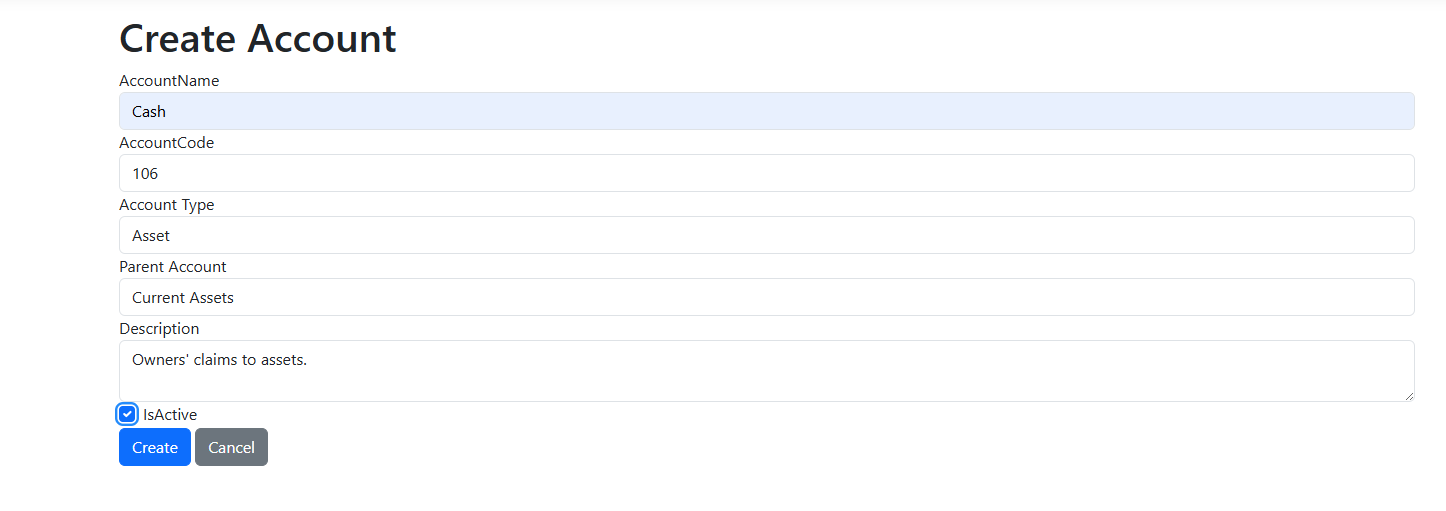 Create Account
AccountName
Cash
AccountCode
106
Account Type
Asset
Parent Account
Current Assets
Description
Owners' claims to assets.
IsActive
Create Cancel